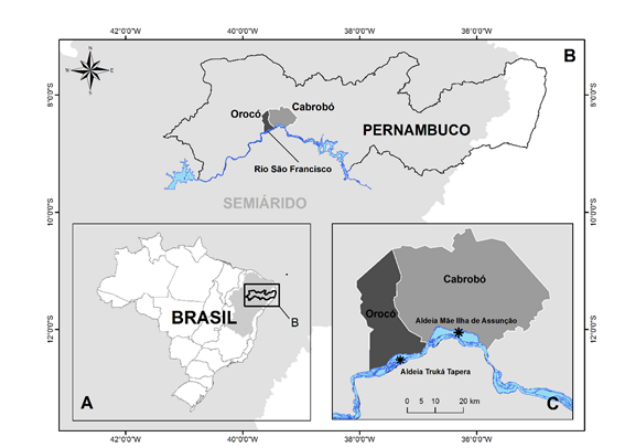 42°0'0"W 40°0'0"W 38°0'0"W 36°0'0"W
B
N
W E
S
8°0'0"S 8°0'0"S
Orocó Cabrobó
PERNAMBUCO
Rio São Francisco
SEMIÁRIDO
10°0'0"S 10°0'0"S
BRASIL
B
A
Cabrobó
Orocó
Aldeia Mãe Ilha de Assunção
Aldeia Truká Tapera
0 5 10 20 km
C
12°0'0"S 12°0'0"S
42°0'0"W 40°0'0"W 38°0'0"W 36°0'0"W